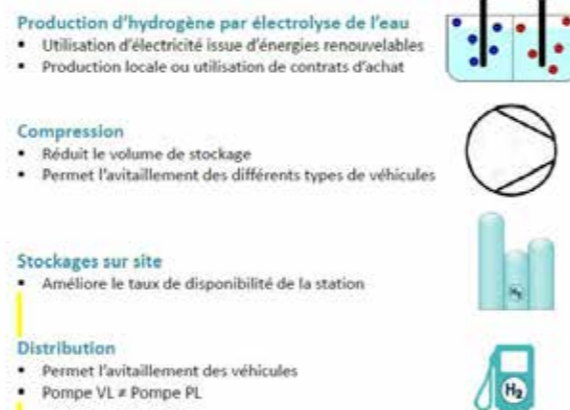 Production d'hydrogène par électrolyse de l'eau
▪ Utilisation d'électricité issue d'énergies renouvelables
▪ Production locale ou utilisation de contrats d'achat
Compression
▪ Réduit le volume de stockage
▪ Permet l'avitaillement des différents types de véhicules
Stockages sur site
▪ Améliore le taux de disponibilité de la station
H₂
Distribution
▪ Permet l'avitaillement des véhicules
▪ Pompe VL ≠ Pompe PL
H₂